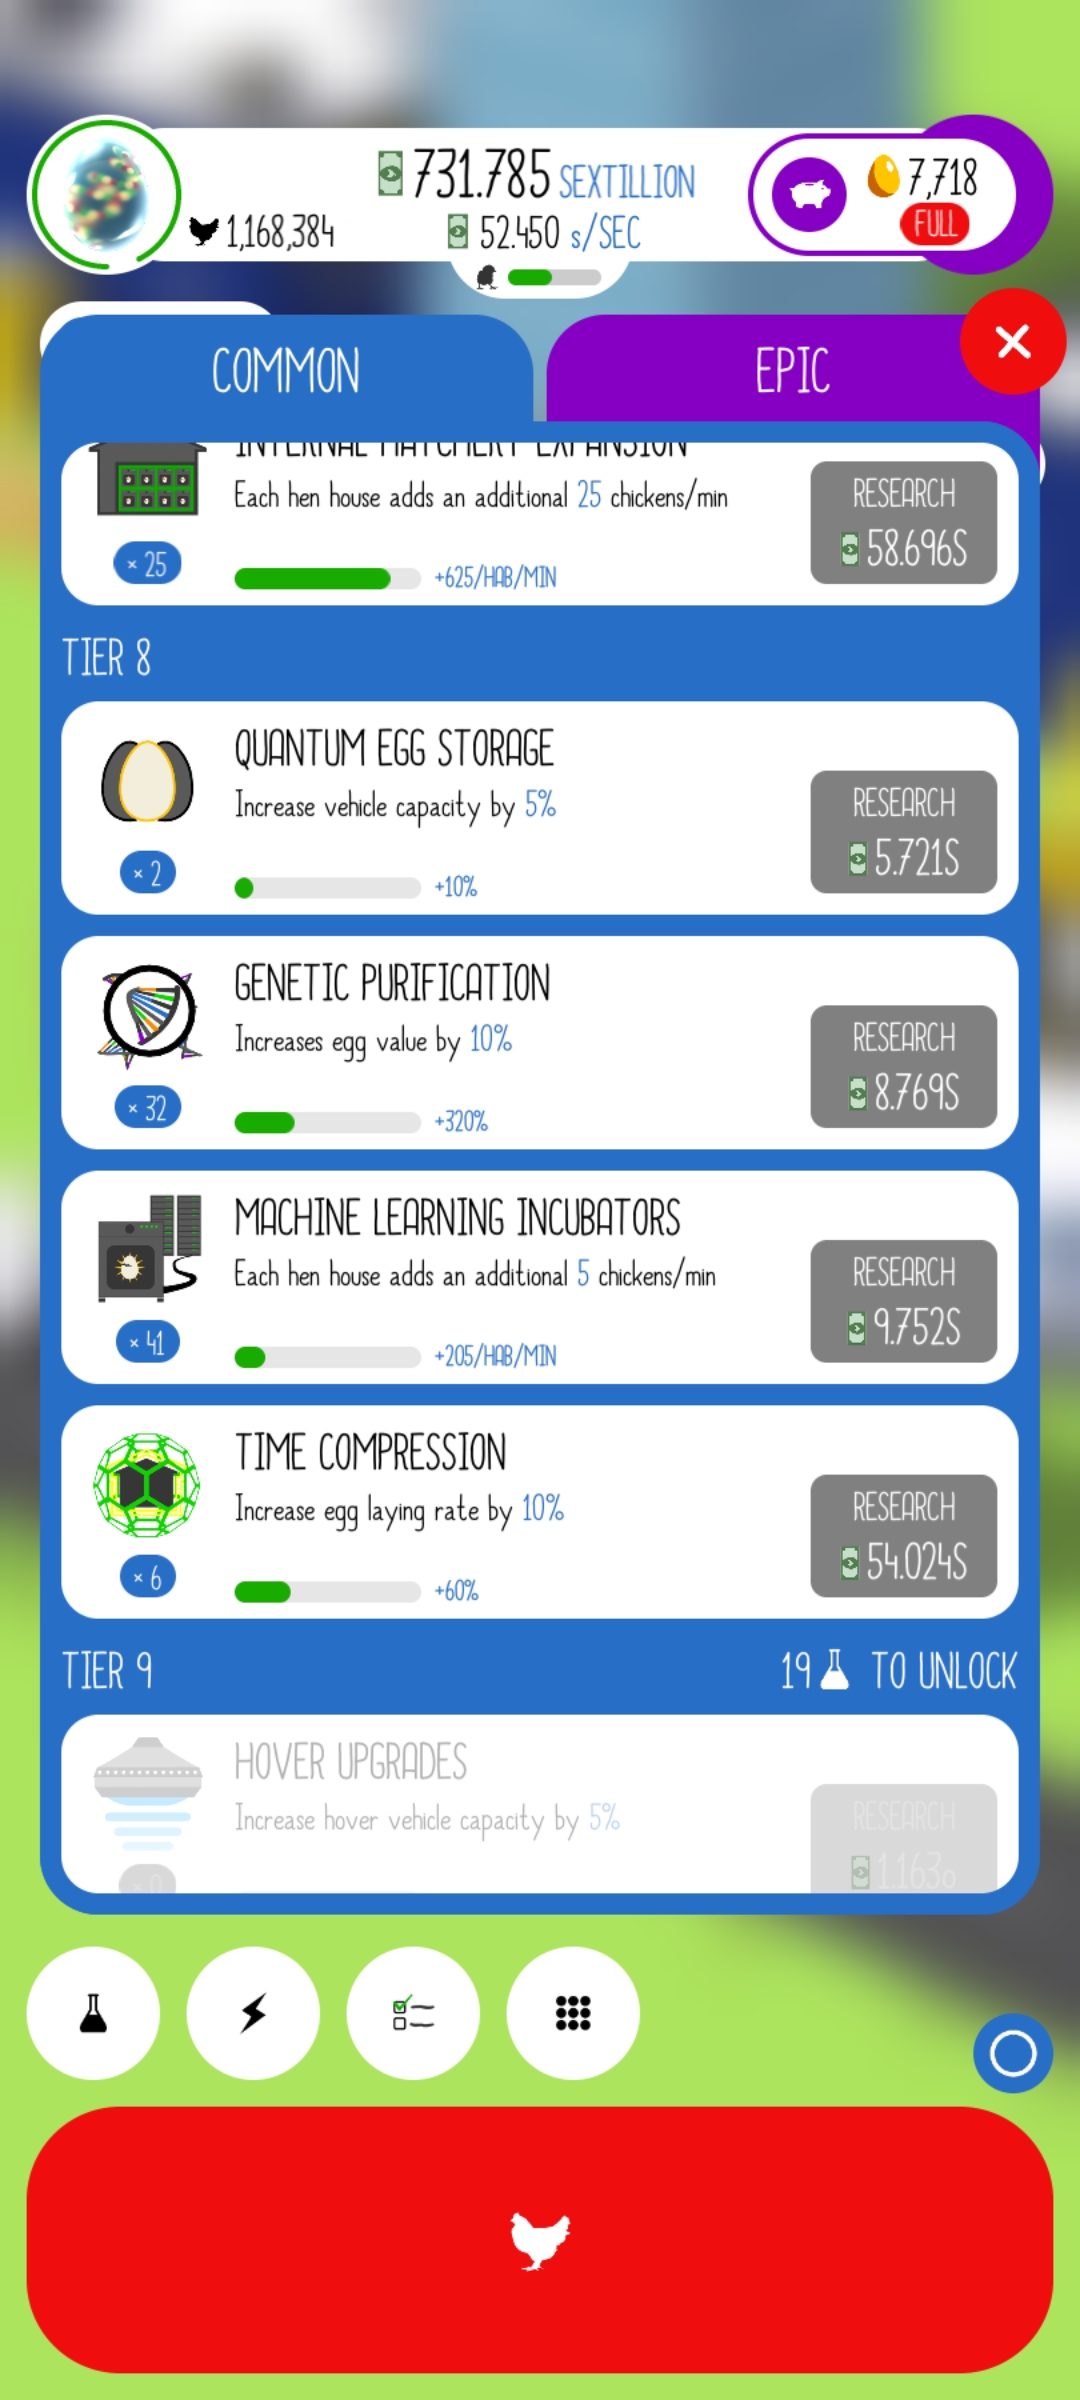 731.785 SEXTILLION
1,168,384
52.450 s/SEC
7,718
FULL
COMMON
EPIC
INTERNAL HATCHERY EXPANSION
Each hen house adds an additional 25 chickens/min
× 25
+625/HAB/MIN
RESEARCH
58.696S
TIER 8
QUANTUM EGG STORAGE
Increase vehicle capacity by 5%
× 2
+10%
RESEARCH
5.721S
GENETIC PURIFICATION
Increases egg value by 10%
× 32
+320%
RESEARCH
8.769S
MACHINE LEARNING INCUBATORS
Each hen house adds an additional 5 chickens/min
× 41
+205/HAB/MIN
RESEARCH
9.752S
TIME COMPRESSION
Increase egg laying rate by 10%
× 6
+60%
RESEARCH
54.024S
TIER 9
19 TO UNLOCK
HOVER UPGRADES
Increase hover vehicle capacity by 5%
× 0
RESEARCH
1.163o